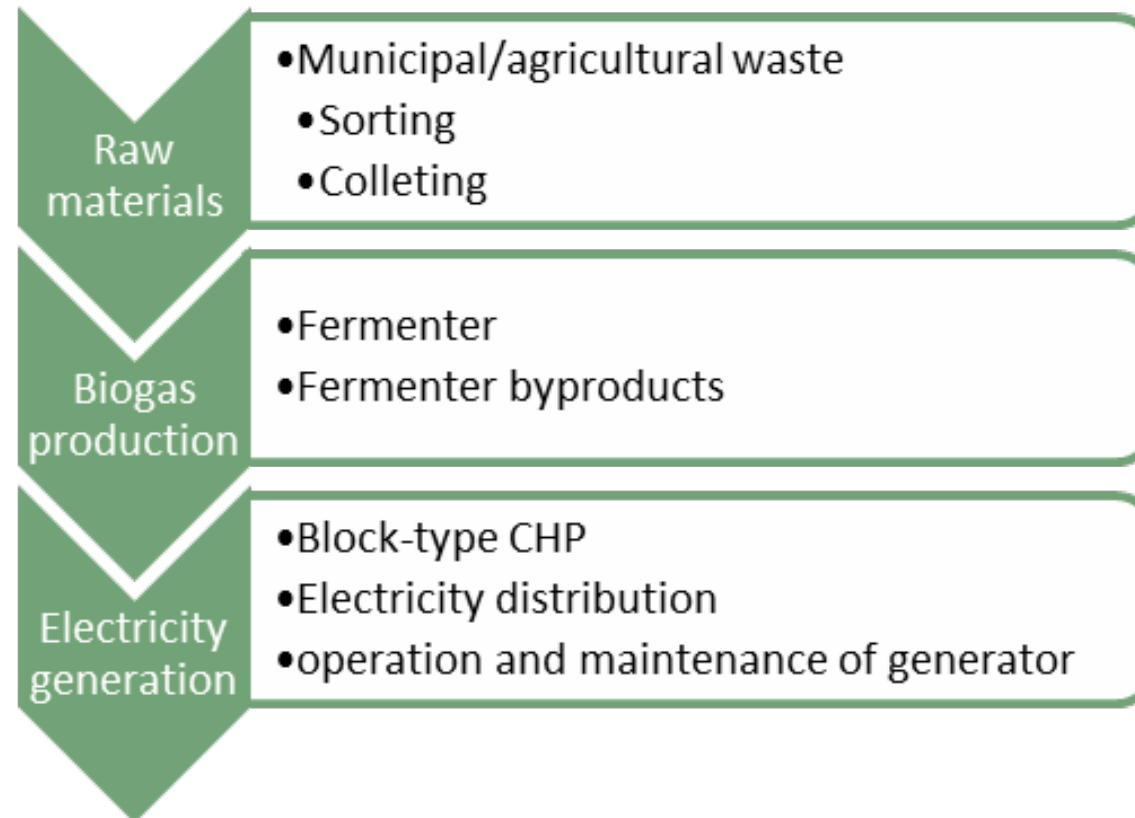 Raw
materials
•Municipal/agricultural waste
•Sorting
•Colleting
Biogas
production
•Fermenter
•Fermenter byproducts
Electricity
generation
•Block-type CHP
•Electricity distribution
•operation and maintenance of generator